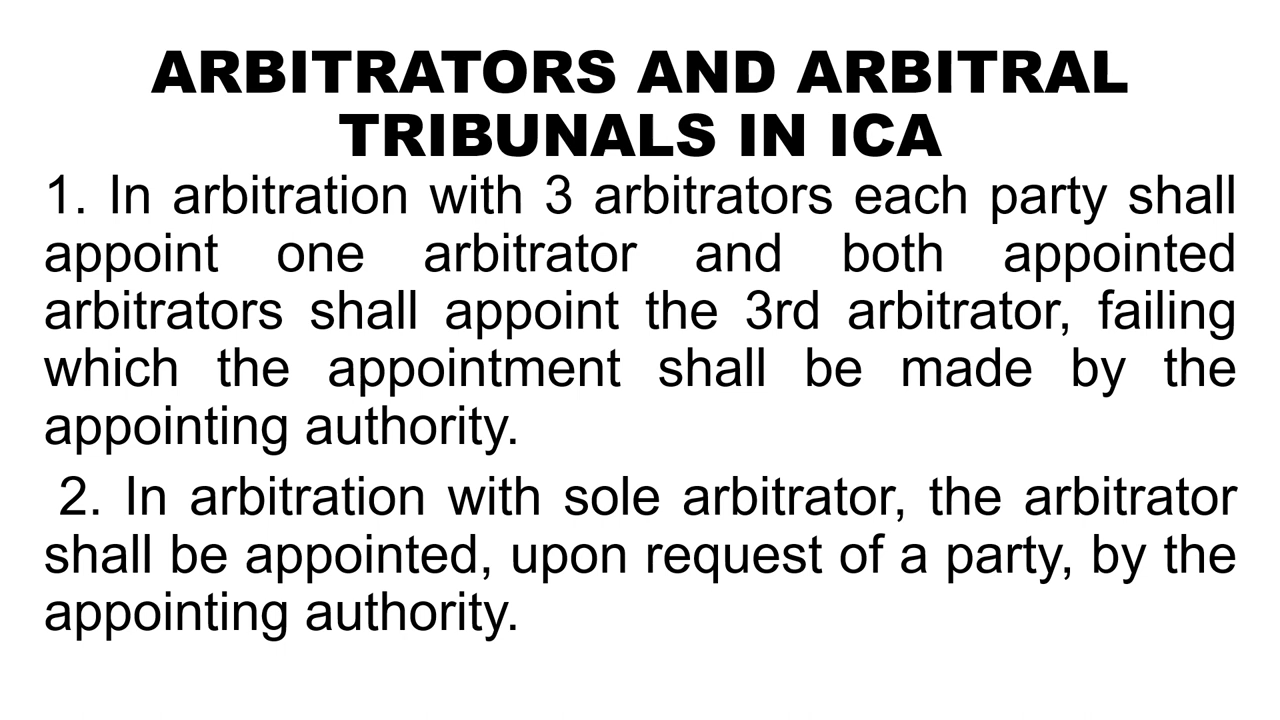 ARBITRATORS AND ARBITRAL
TRIBUNALS IN ICA
1. In arbitration with 3 arbitrators each party shall
appoint one arbitrator and both appointed
arbitrators shall appoint the 3rd arbitrator, failing
which the appointment shall be made by the
appointing authority.
2. In arbitration with sole arbitrator, the arbitrator
shall be appointed, upon request of a party, by the
appointing authority.